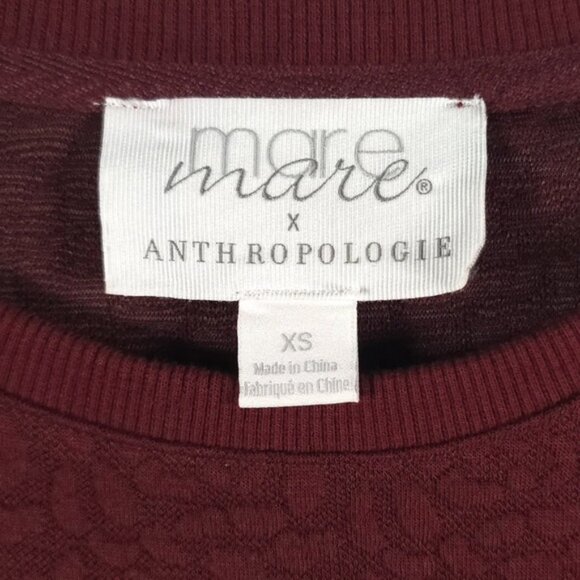 mare
mare®
X
ANTHROPOLOGIE
XS
Made in China
Fabriqué en Chine